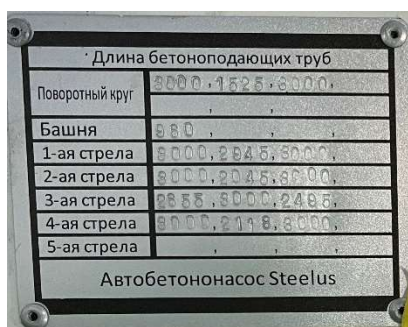 Длина бетоноподающих труб
Поворотный круг 3000,1525,3000,
, , ,
Башня 980 , , ,
1-ая стрела 3000,2945,3000,
2-ая стрела 3000,2045,3000,
3-ая стрела 2855,3000,2495,
4-ая стрела 3000,2118,3000,
5-ая стрела , , ,
Автобетононасос Steelus